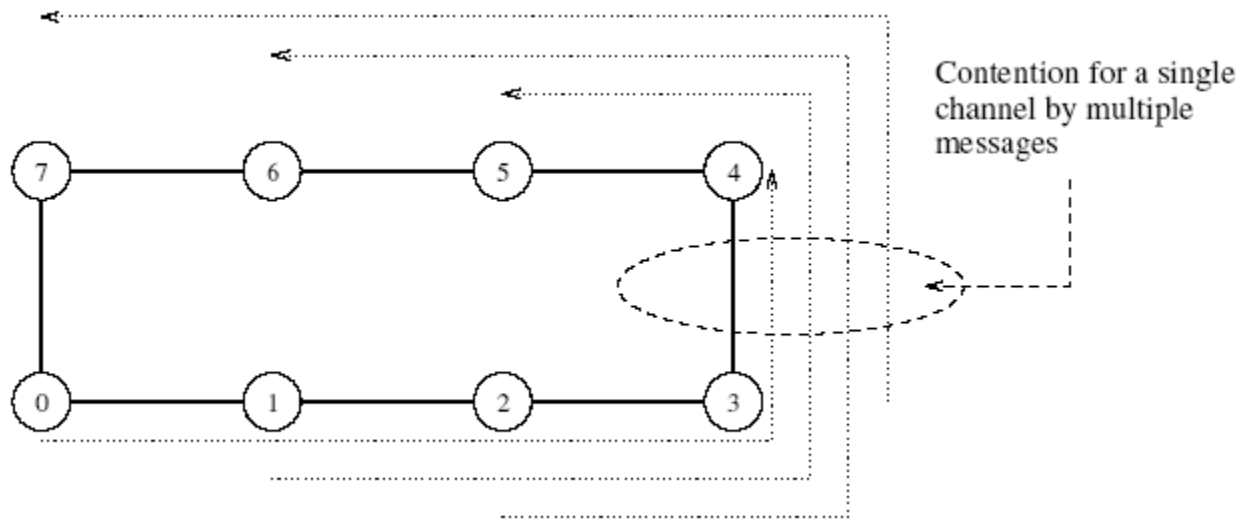 Contention for a single
channel by multiple
messages
7 6 5 4
0 1 2 3